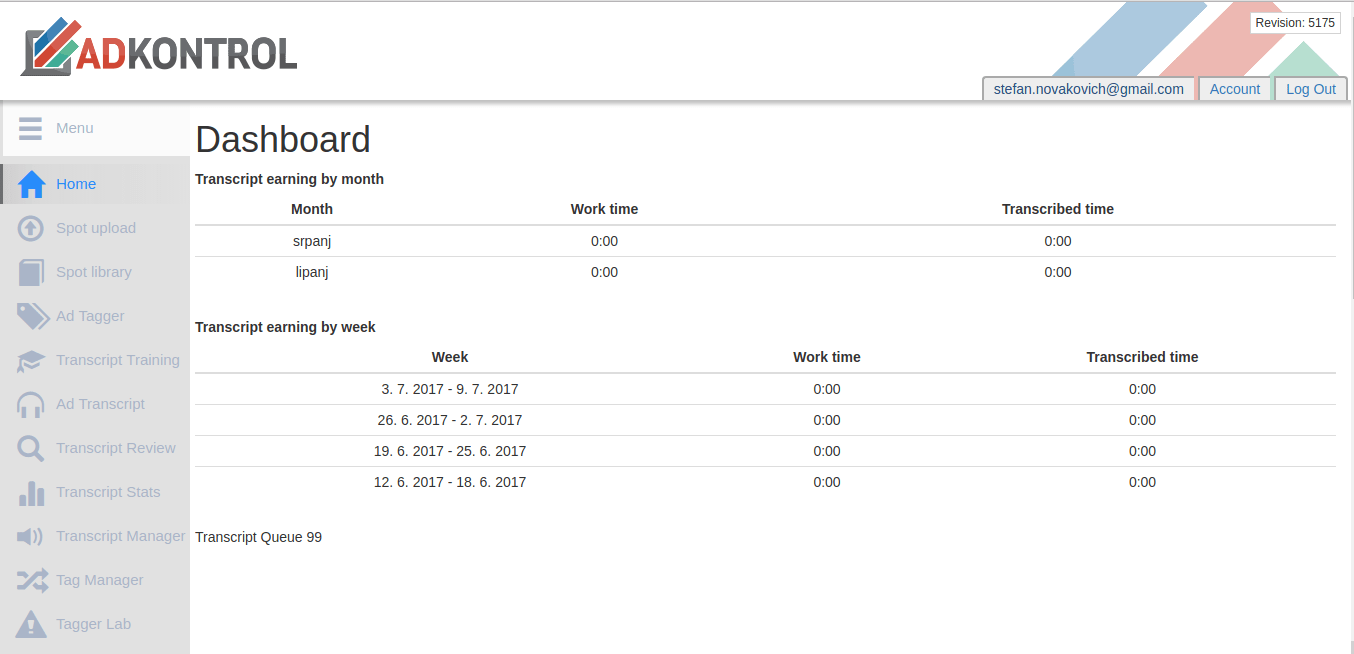 Revision: 5175
ADKONTROL
stefan.novakovich@gmail.com Account Log Out
Menu
Home
Spot upload
Spot library
Ad Tagger
Transcript Training
Ad Transcript
Transcript Review
Transcript Stats
Transcript Manager
Tag Manager
Tagger Lab
Dashboard
Transcript earning by month
Month Work time Transcribed time
srpanj 0:00 0:00
lipanj 0:00 0:00
Transcript earning by week
Week Work time Transcribed time
3. 7. 2017 - 9. 7. 2017 0:00 0:00
26. 6. 2017 - 2. 7. 2017 0:00 0:00
19. 6. 2017 - 25. 6. 2017 0:00 0:00
12. 6. 2017 - 18. 6. 2017 0:00 0:00
Transcript Queue 99